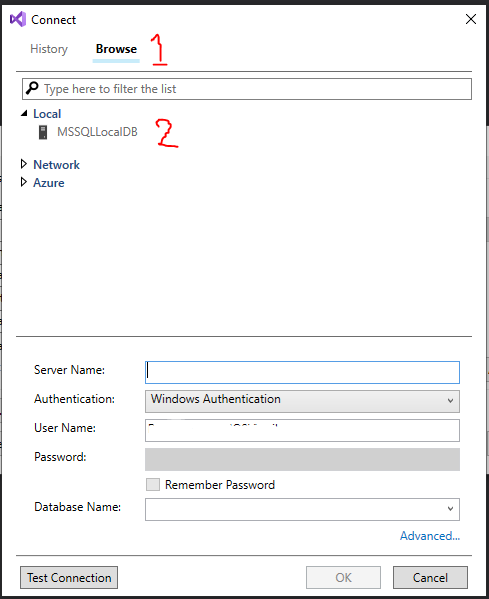 Connect
History Browse 1
Type here to filter the list
Local
MSSQLLocalDB 2
Network
Azure
Server Name:
Authentication: Windows Authentication
User Name:
Password:
Remember Password
Database Name:
Advanced...
Test Connection OK Cancel